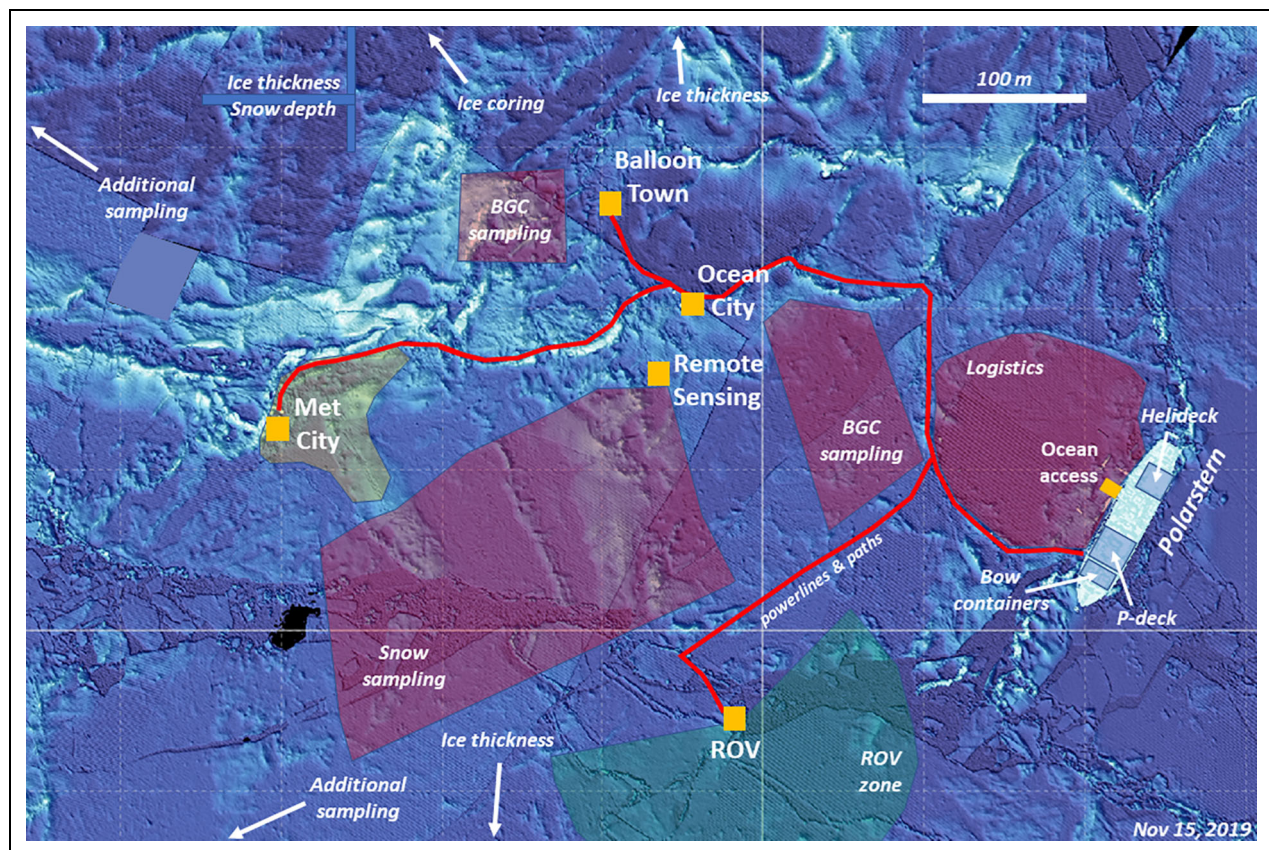 Ice thickness
Snow depth
Ice coring
Ice thickness
100 m
Additional
sampling
BGC
sampling
Balloon
Town
Ocean
City
Remote
Sensing
Met
City
BGC
sampling
Logistics
Helideck
Ocean
access
Polarstern
Bow
containers
P-deck
powerlines & paths
Snow
sampling
Ice thickness
ROV
ROV
zone
Additional
sampling
Nov 15, 2019